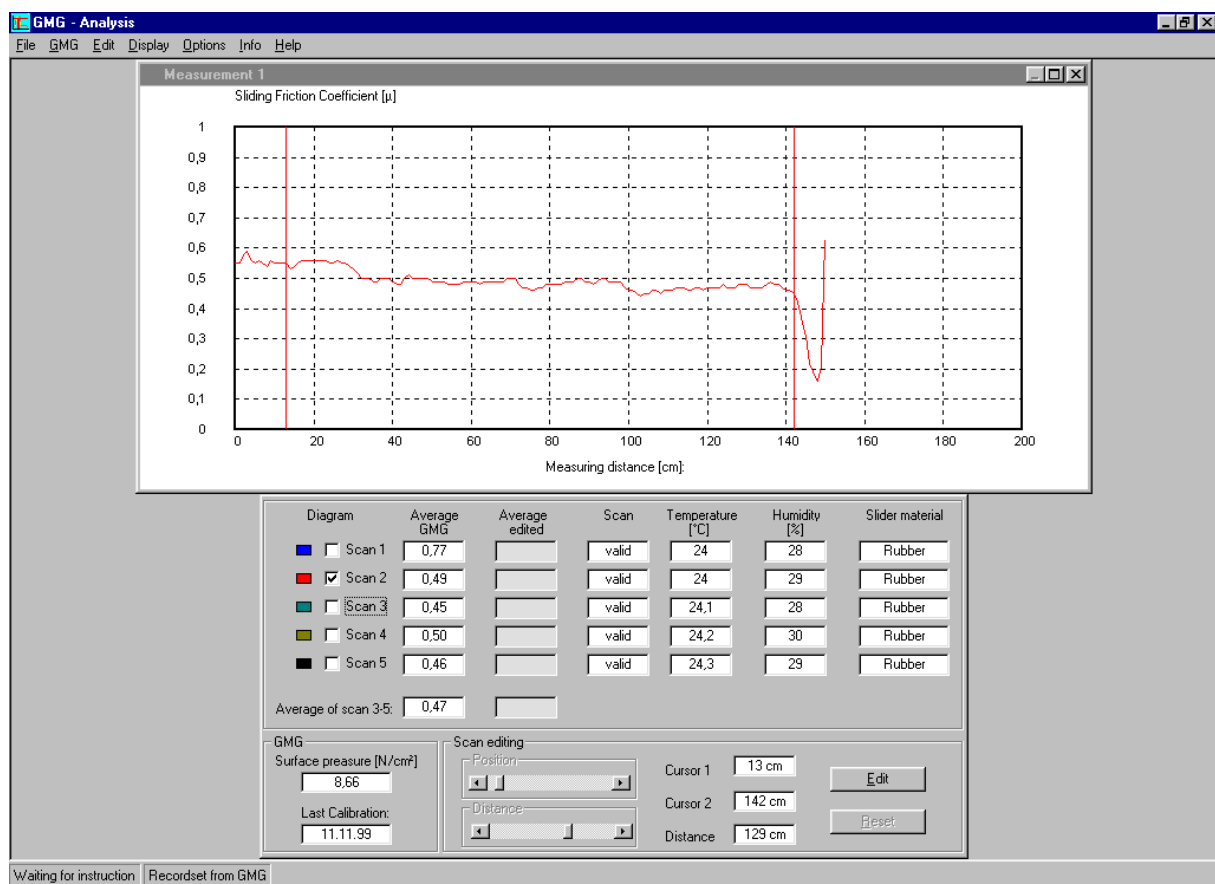 GMG - Analysis
File GMG Edit Display Options Info Help
Measurement 1
Sliding Friction Coefficient [µ]
1
0,9
0,8
0,7
0,6
0,5
0,4
0,3
0,2
0,1
0
0 20 40 60 80 100 120 140 160 180 200
Measuring distance [cm]:
Diagram Average GMG Average edited Scan Temperature [°C] Humidity [%] Slider material
Scan 1 0,77 valid 24 28 Rubber
Scan 2 0,49 valid 24 29 Rubber
Scan 3 0,45 valid 24,1 28 Rubber
Scan 4 0,50 valid 24,2 30 Rubber
Scan 5 0,46 valid 24,3 29 Rubber
Average of scan 3-5: 0,47
GMG
Surface preasure [N/cm²]
8,66
Last Calibration:
11.11.99
Scan editing
Position
Distance
Cursor 1 13 cm
Cursor 2 142 cm
Distance 129 cm
Edit
Reset
Waiting for instruction Recordset from GMG